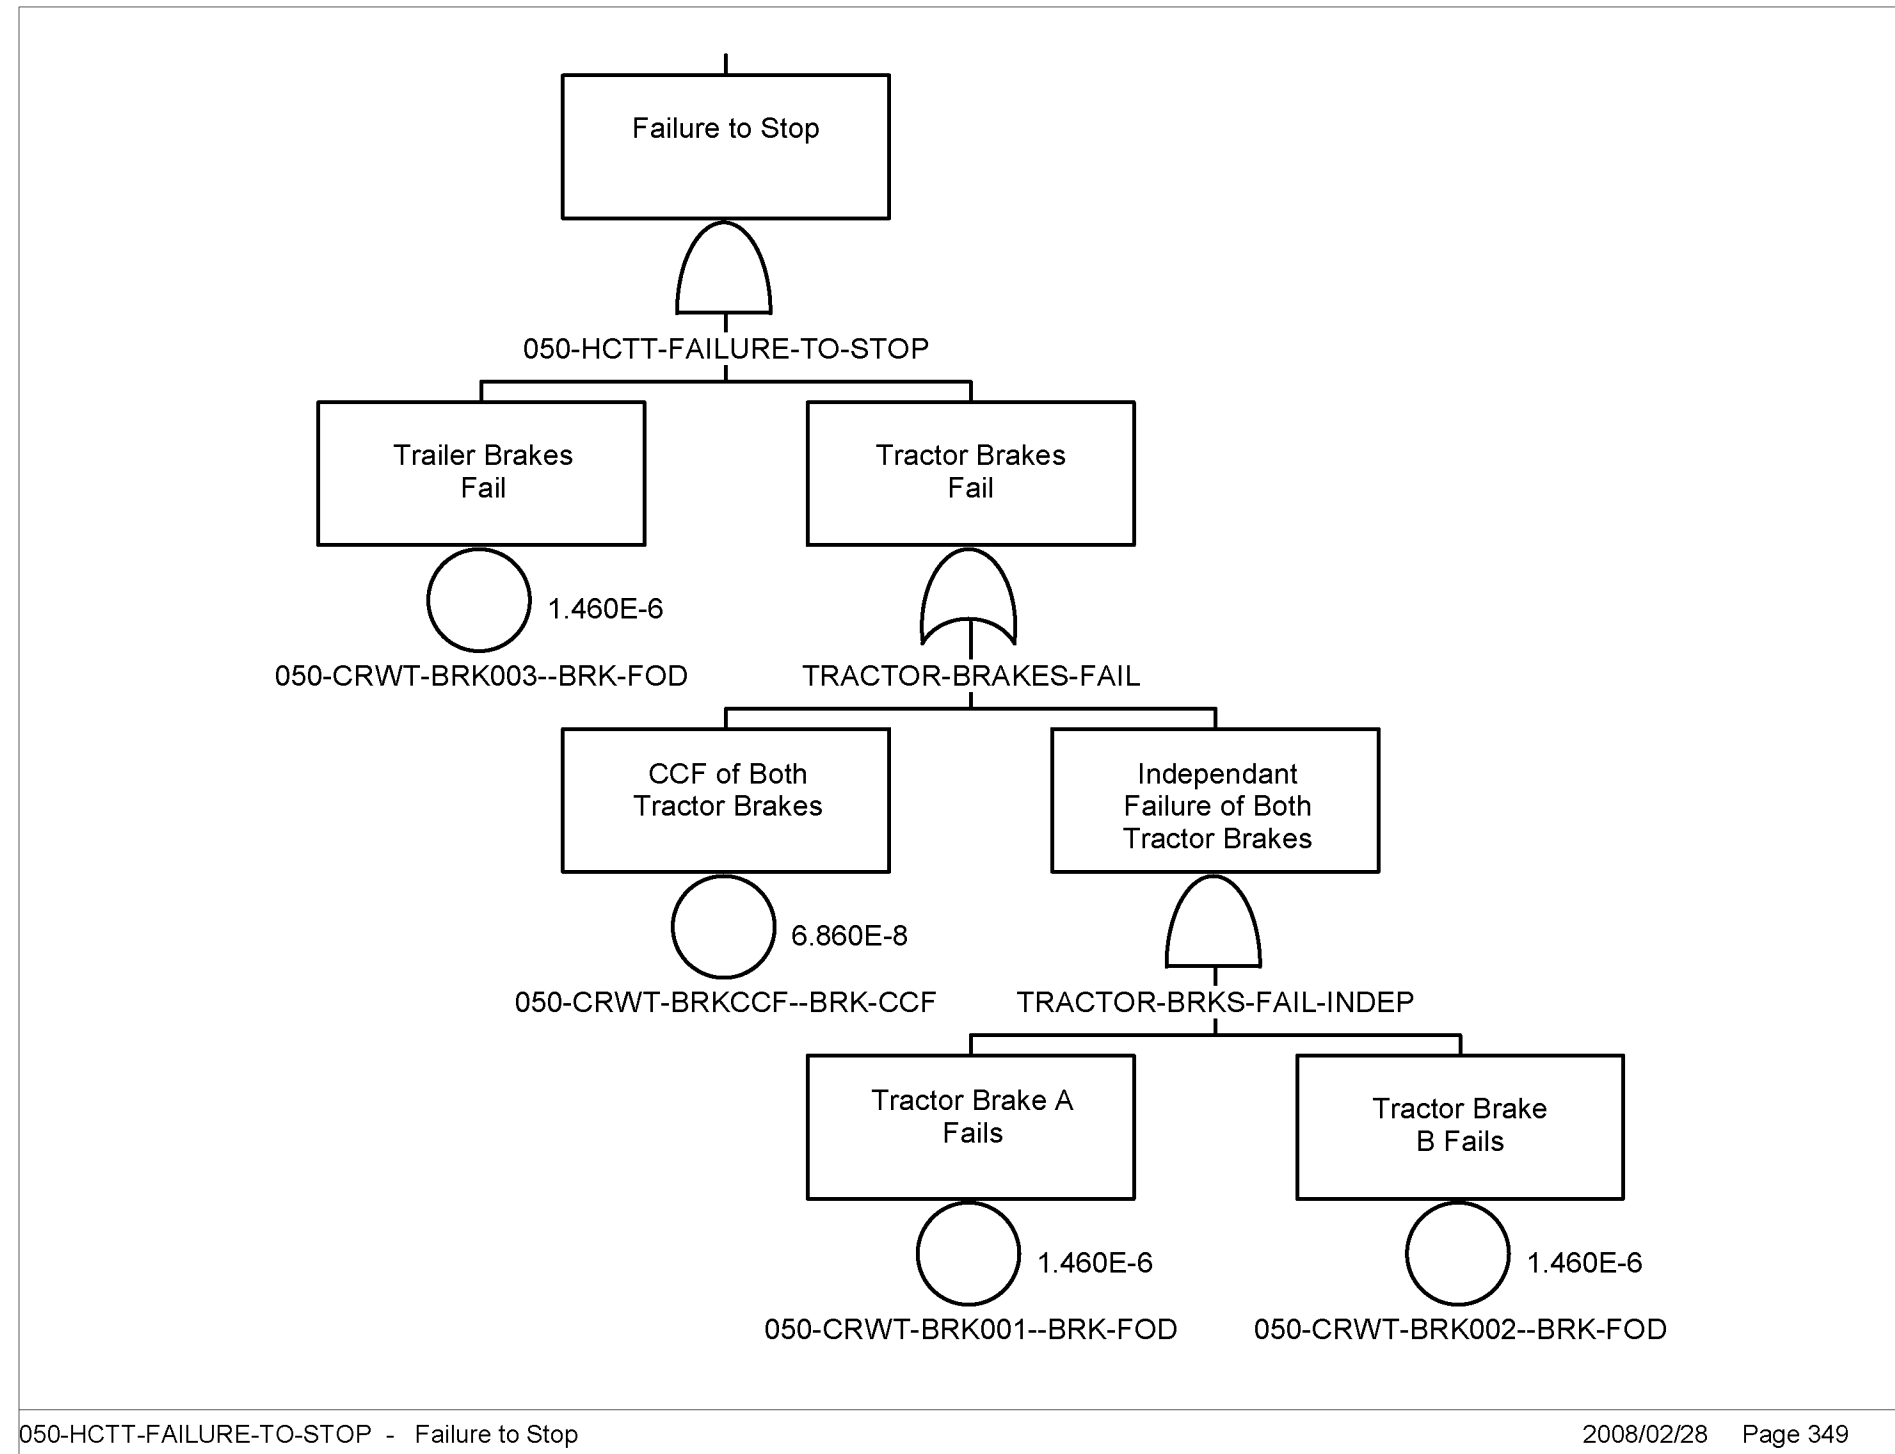 Failure to Stop
050-HCTT-FAILURE-TO-STOP
Trailer Brakes
Fail
1.460E-6
050-CRWT-BRK003--BRK-FOD
Tractor Brakes
Fail
TRACTOR-BRAKES-FAIL
CCF of Both
Tractor Brakes
6.860E-8
050-CRWT-BRKCCF--BRK-CCF
Independant
Failure of Both
Tractor Brakes
TRACTOR-BRKS-FAIL-INDEP
Tractor Brake A
Fails
1.460E-6
050-CRWT-BRK001--BRK-FOD
Tractor Brake
B Fails
1.460E-6
050-CRWT-BRK002--BRK-FOD
050-HCTT-FAILURE-TO-STOP - Failure to Stop
2008/02/28 Page 349